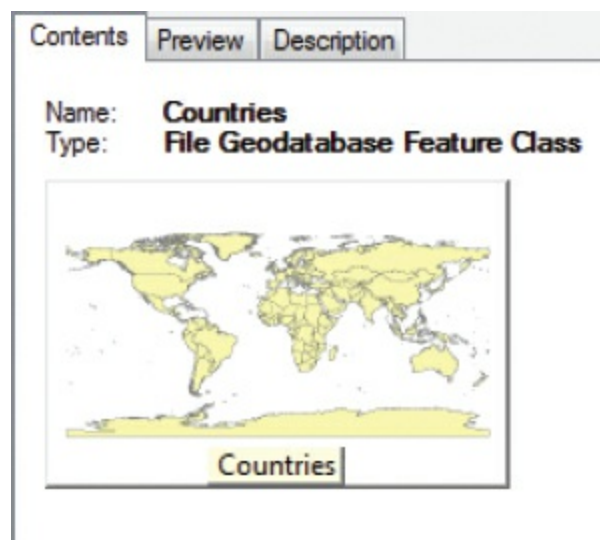 Contents Preview Description
Name: Countries
Type: File Geodatabase Feature Class
Countries